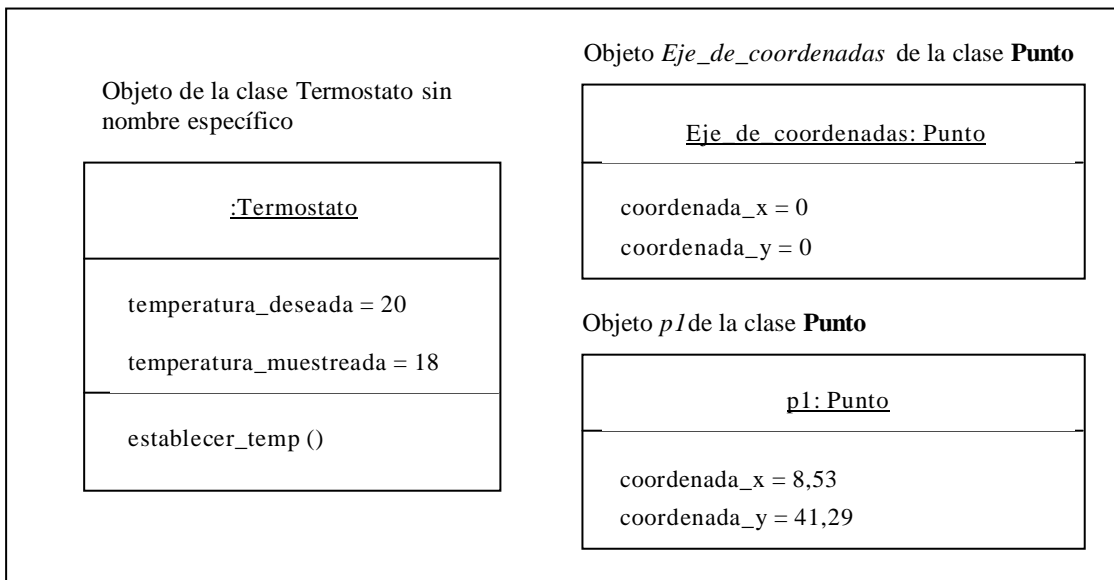 Objeto de la clase Termostato sin
nombre específico
:Termostato
temperatura_deseada = 20
temperatura_muestreada = 18
establecer_temp ()
Objeto Eje_de_coordenadas de la clase Punto
Eje_de_coordenadas: Punto
coordenada_x = 0
coordenada_y = 0
Objeto p1de la clase Punto
p1: Punto
coordenada_x = 8,53
coordenada_y = 41,29